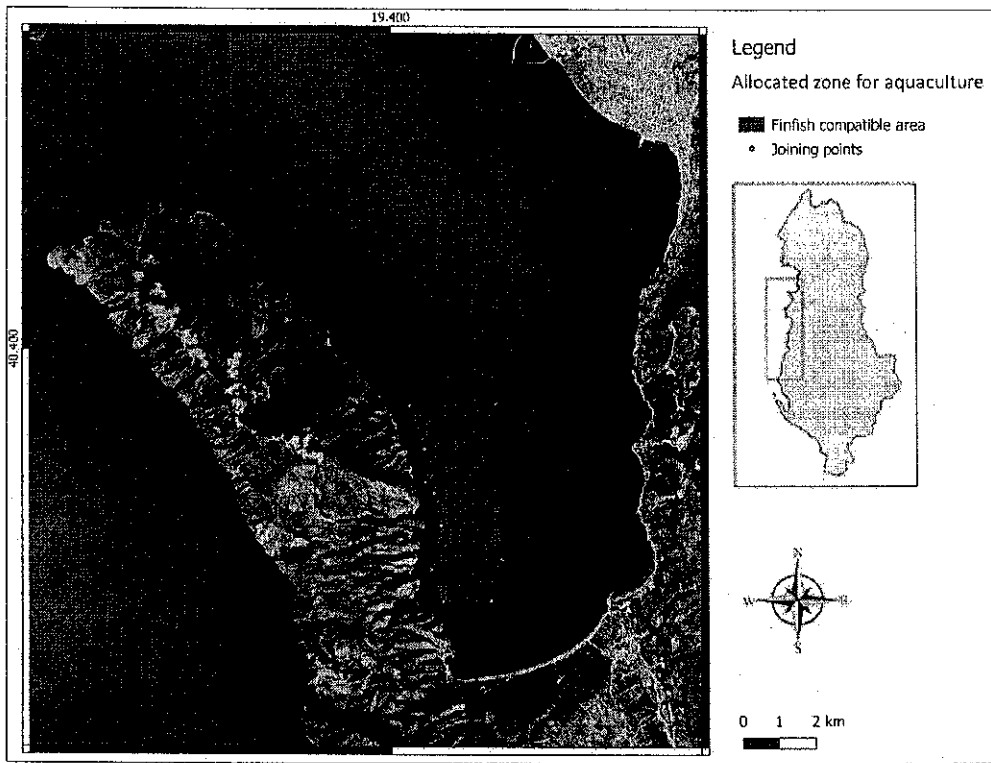 19.400
40.400
Legend
Allocated zone for aquaculture
Finfish compatible area
Joining points
N
W
E
S
0 1 2 km